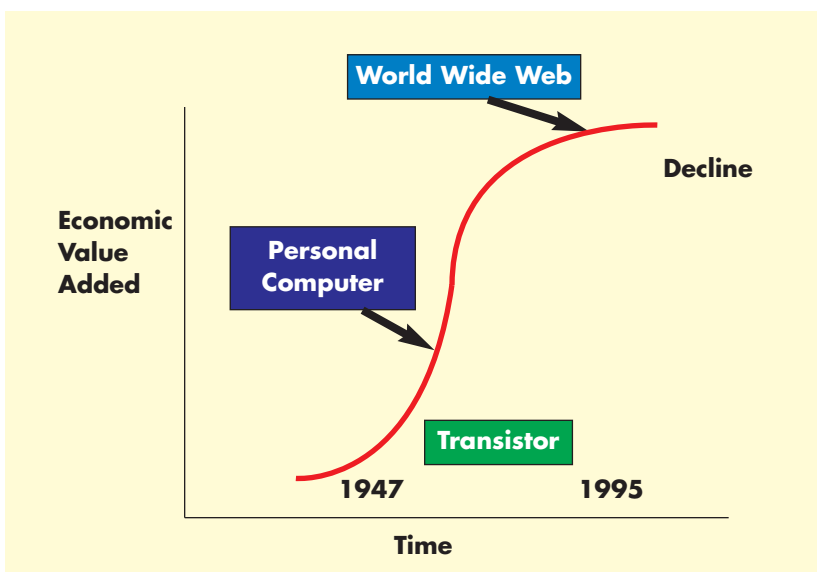 World Wide Web
Decline
Economic
Value
Added
Personal
Computer
Transistor
1947
1995
Time